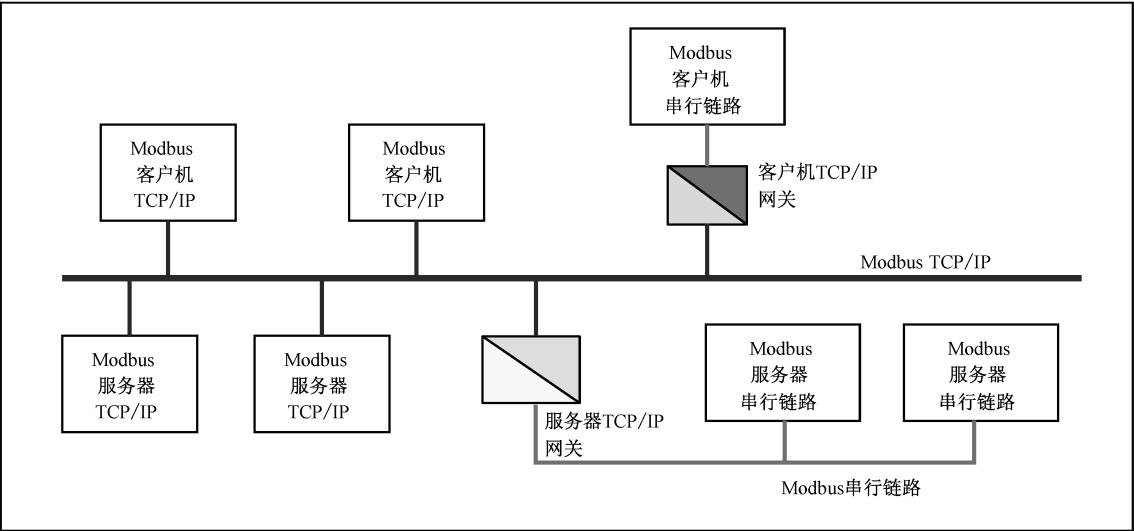 Modbus
客户机
串行链路
Modbus
客户机
TCP/IP
Modbus
客户机
TCP/IP
客户机TCP/IP
网关
Modbus TCP/IP
Modbus
服务器
TCP/IP
Modbus
服务器
TCP/IP
服务器TCP/IP
网关
Modbus
服务器
串行链路
Modbus
服务器
串行链路
Modbus串行链路